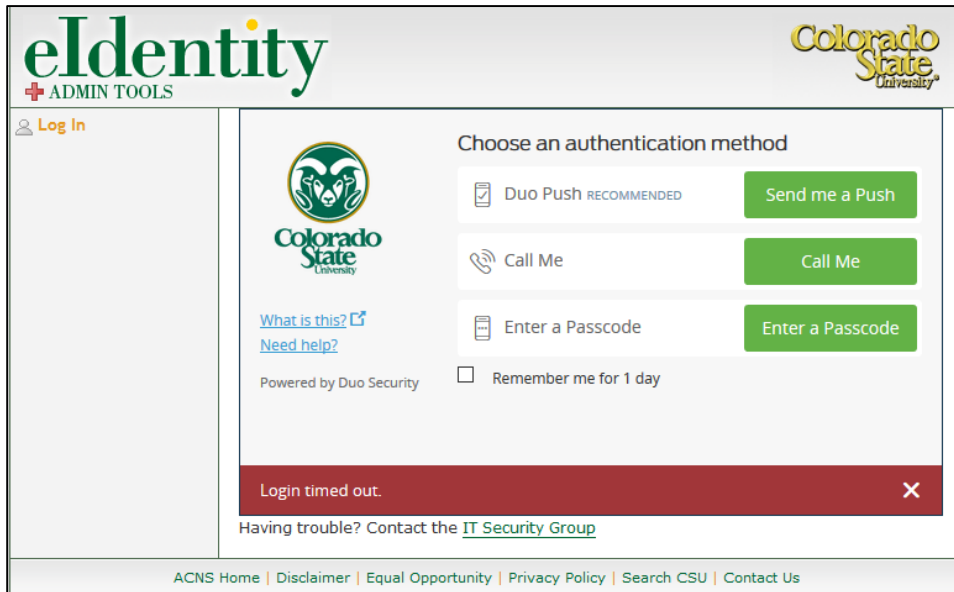 eIdentity
ADMIN TOOLS
Colorado
State
University
Log In
Choose an authentication method
Colorado
State
University
Duo Push RECOMMENDED
Send me a Push
Call Me
Call Me
What is this?
Need help?
Enter a Passcode
Enter a Passcode
Powered by Duo Security
Remember me for 1 day
Login timed out.
Having trouble? Contact the IT Security Group
ACNS Home | Disclaimer | Equal Opportunity | Privacy Policy | Search CSU | Contact Us